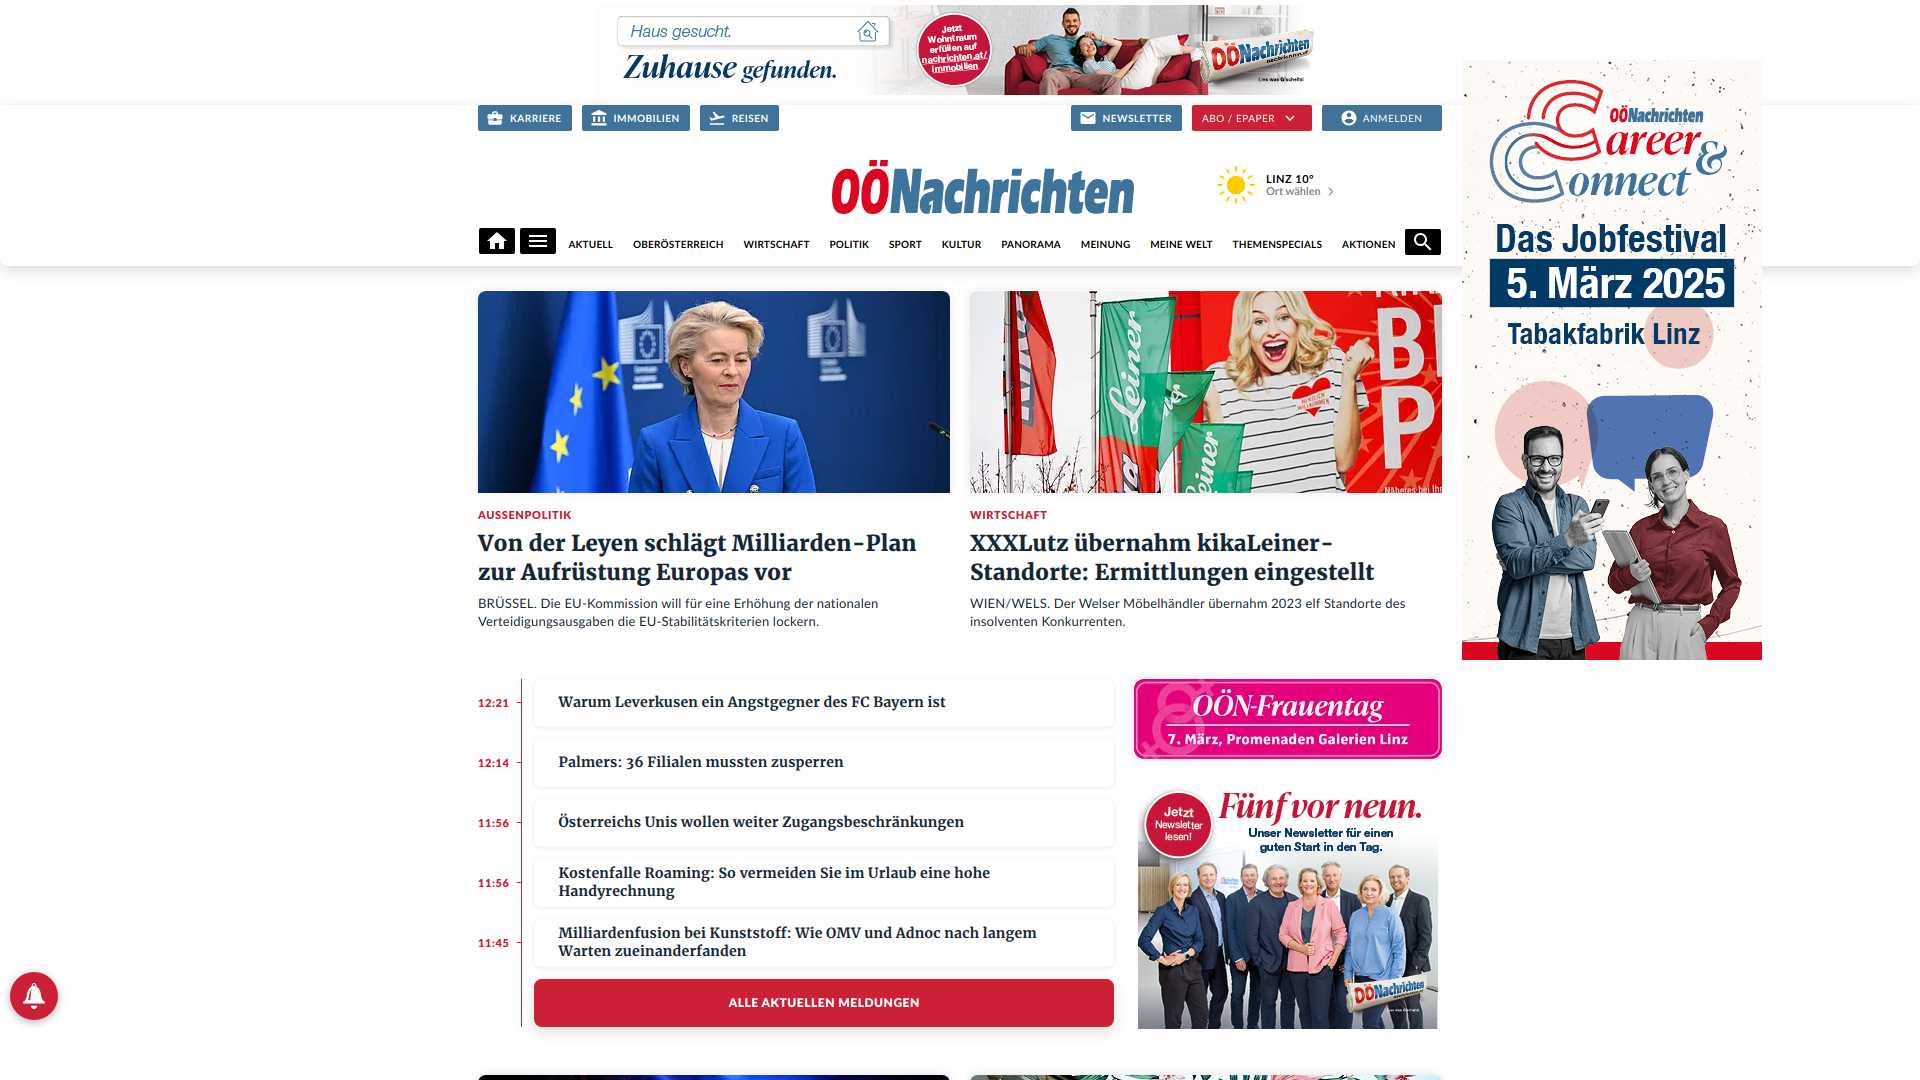 Haus gesucht.
Zuhause gefunden.
Jetzt
Wohntraum
erfüllen auf
nachrichten.at/
immobilien
OÖNachrichten
Lies was G'scheits!
KARRIERE
IMMOBILIEN
REISEN
NEWSLETTER
ABO / EPAPER
ANMELDEN
OÖNachrichten
LINZ 10°
Ort wählen
AKTUELL
OBERÖSTERREICH
WIRTSCHAFT
POLITIK
SPORT
KULTUR
PANORAMA
MEINUNG
MEINE WELT
THEMENSPECIALS
AKTIONEN
OÖNachrichten
Career &
Connect
Das Jobfestival
5. März 2025
Tabakfabrik Linz
Leiner
Leiner
AUSSENPOLITIK
Von der Leyen schlägt Milliarden-Plan
zur Aufrüstung Europas vor
BRÜSSEL. Die EU-Kommission will für eine Erhöhung der nationalen
Verteidigungsausgaben die EU-Stabilitätskriterien lockern.
WIRTSCHAFT
XXXLutz übernahm kikaLeiner-
Standorte: Ermittlungen eingestellt
WIEN/WELS. Der Welser Möbelhändler übernahm 2023 elf Standorte des
insolventen Konkurrenten.
12:21
Warum Leverkusen ein Angstgegner des FC Bayern ist
12:14
Palmers: 36 Filialen mussten zusperren
11:56
Österreichs Unis wollen weiter Zugangsbeschränkungen
11:56
Kostenfalle Roaming: So vermeiden Sie im Urlaub eine hohe
Handyrechnung
11:45
Milliardenfusion bei Kunststoff: Wie OMV und Adnoc nach langem
Warten zueinanderfanden
ALLE AKTUELLEN MELDUNGEN
OÖN-Frauentag
7. März, Promenaden Galerien Linz
Jetzt
Newsletter
lesen!
Fünf vor neun.
Unser Newsletter für einen
guten Start in den Tag.
OÖNachrichten